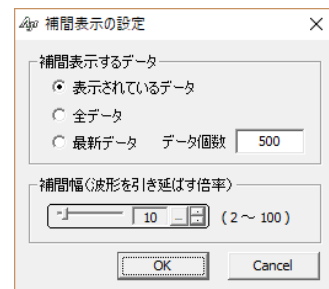 補間表示の設定
補間表示するデータ
表示されているデータ
全データ
最新データ データ個数 500
補間幅(波形を引き延ばす倍率)
10 ... (2～100)
OK Cancel